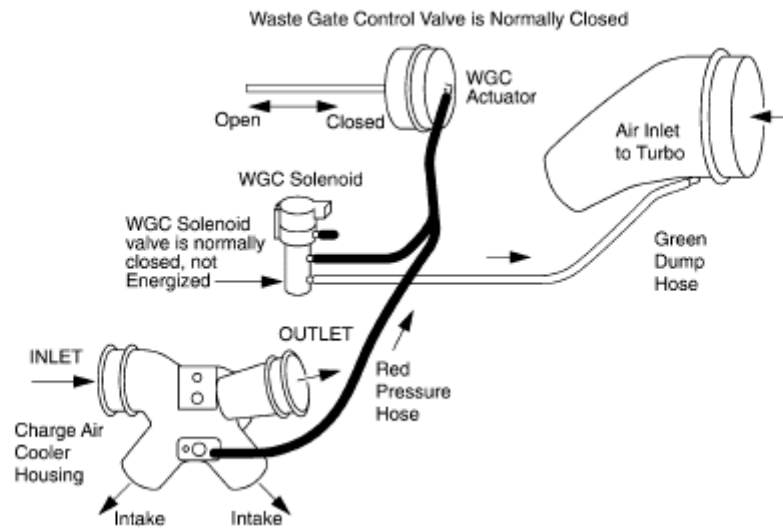 Waste Gate Control Valve is Normally Closed
WGC
Actuator
Open
Closed
Air Inlet
to Turbo
WGC Solenoid
WGC Solenoid
valve is normally
closed, not
Energized
Green
Dump
Hose
OUTLET
INLET
Red
Pressure
Hose
Charge Air
Cooler
Housing
Intake
Intake